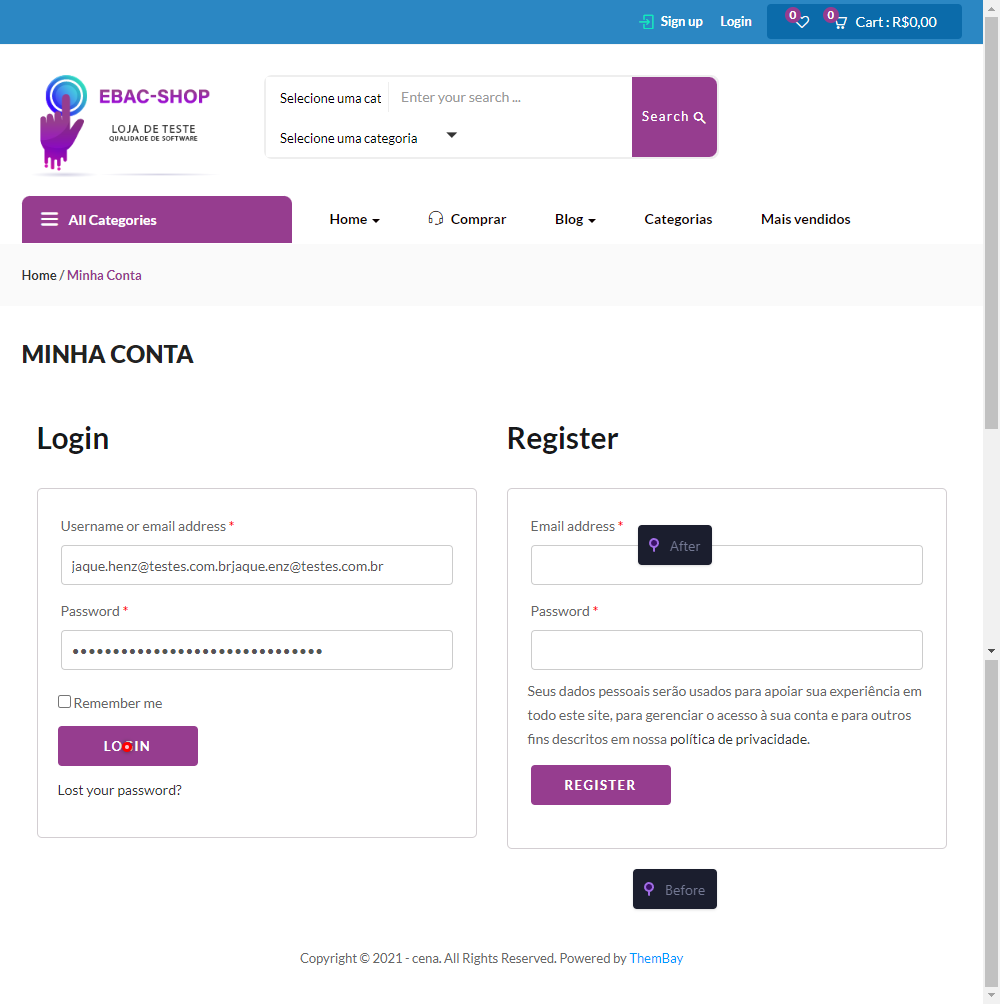 Sign up Login 0 0 Cart : R$0,00
EBAC-SHOP
LOJA DE TESTE
QUALIDADE DE SOFTWARE
Selecione uma cat Enter your search ...
Selecione uma categoria
Search
All Categories Home Comprar Blog Categorias Mais vendidos
Home / Minha Conta
MINHA CONTA
Login
Username or email address *
jaque.henz@testes.com.brjaque.enz@testes.com.br
Password *
•••••••••••••••••••••••••••••••
Remember me
LOGIN
Lost your password?
Register
Email address *
After
Password *
Seus dados pessoais serão usados para apoiar sua experiência em
todo este site, para gerenciar o acesso à sua conta e para outros
fins descritos em nossa política de privacidade.
REGISTER
Before
Copyright © 2021 - cena. All Rights Reserved. Powered by ThemBay